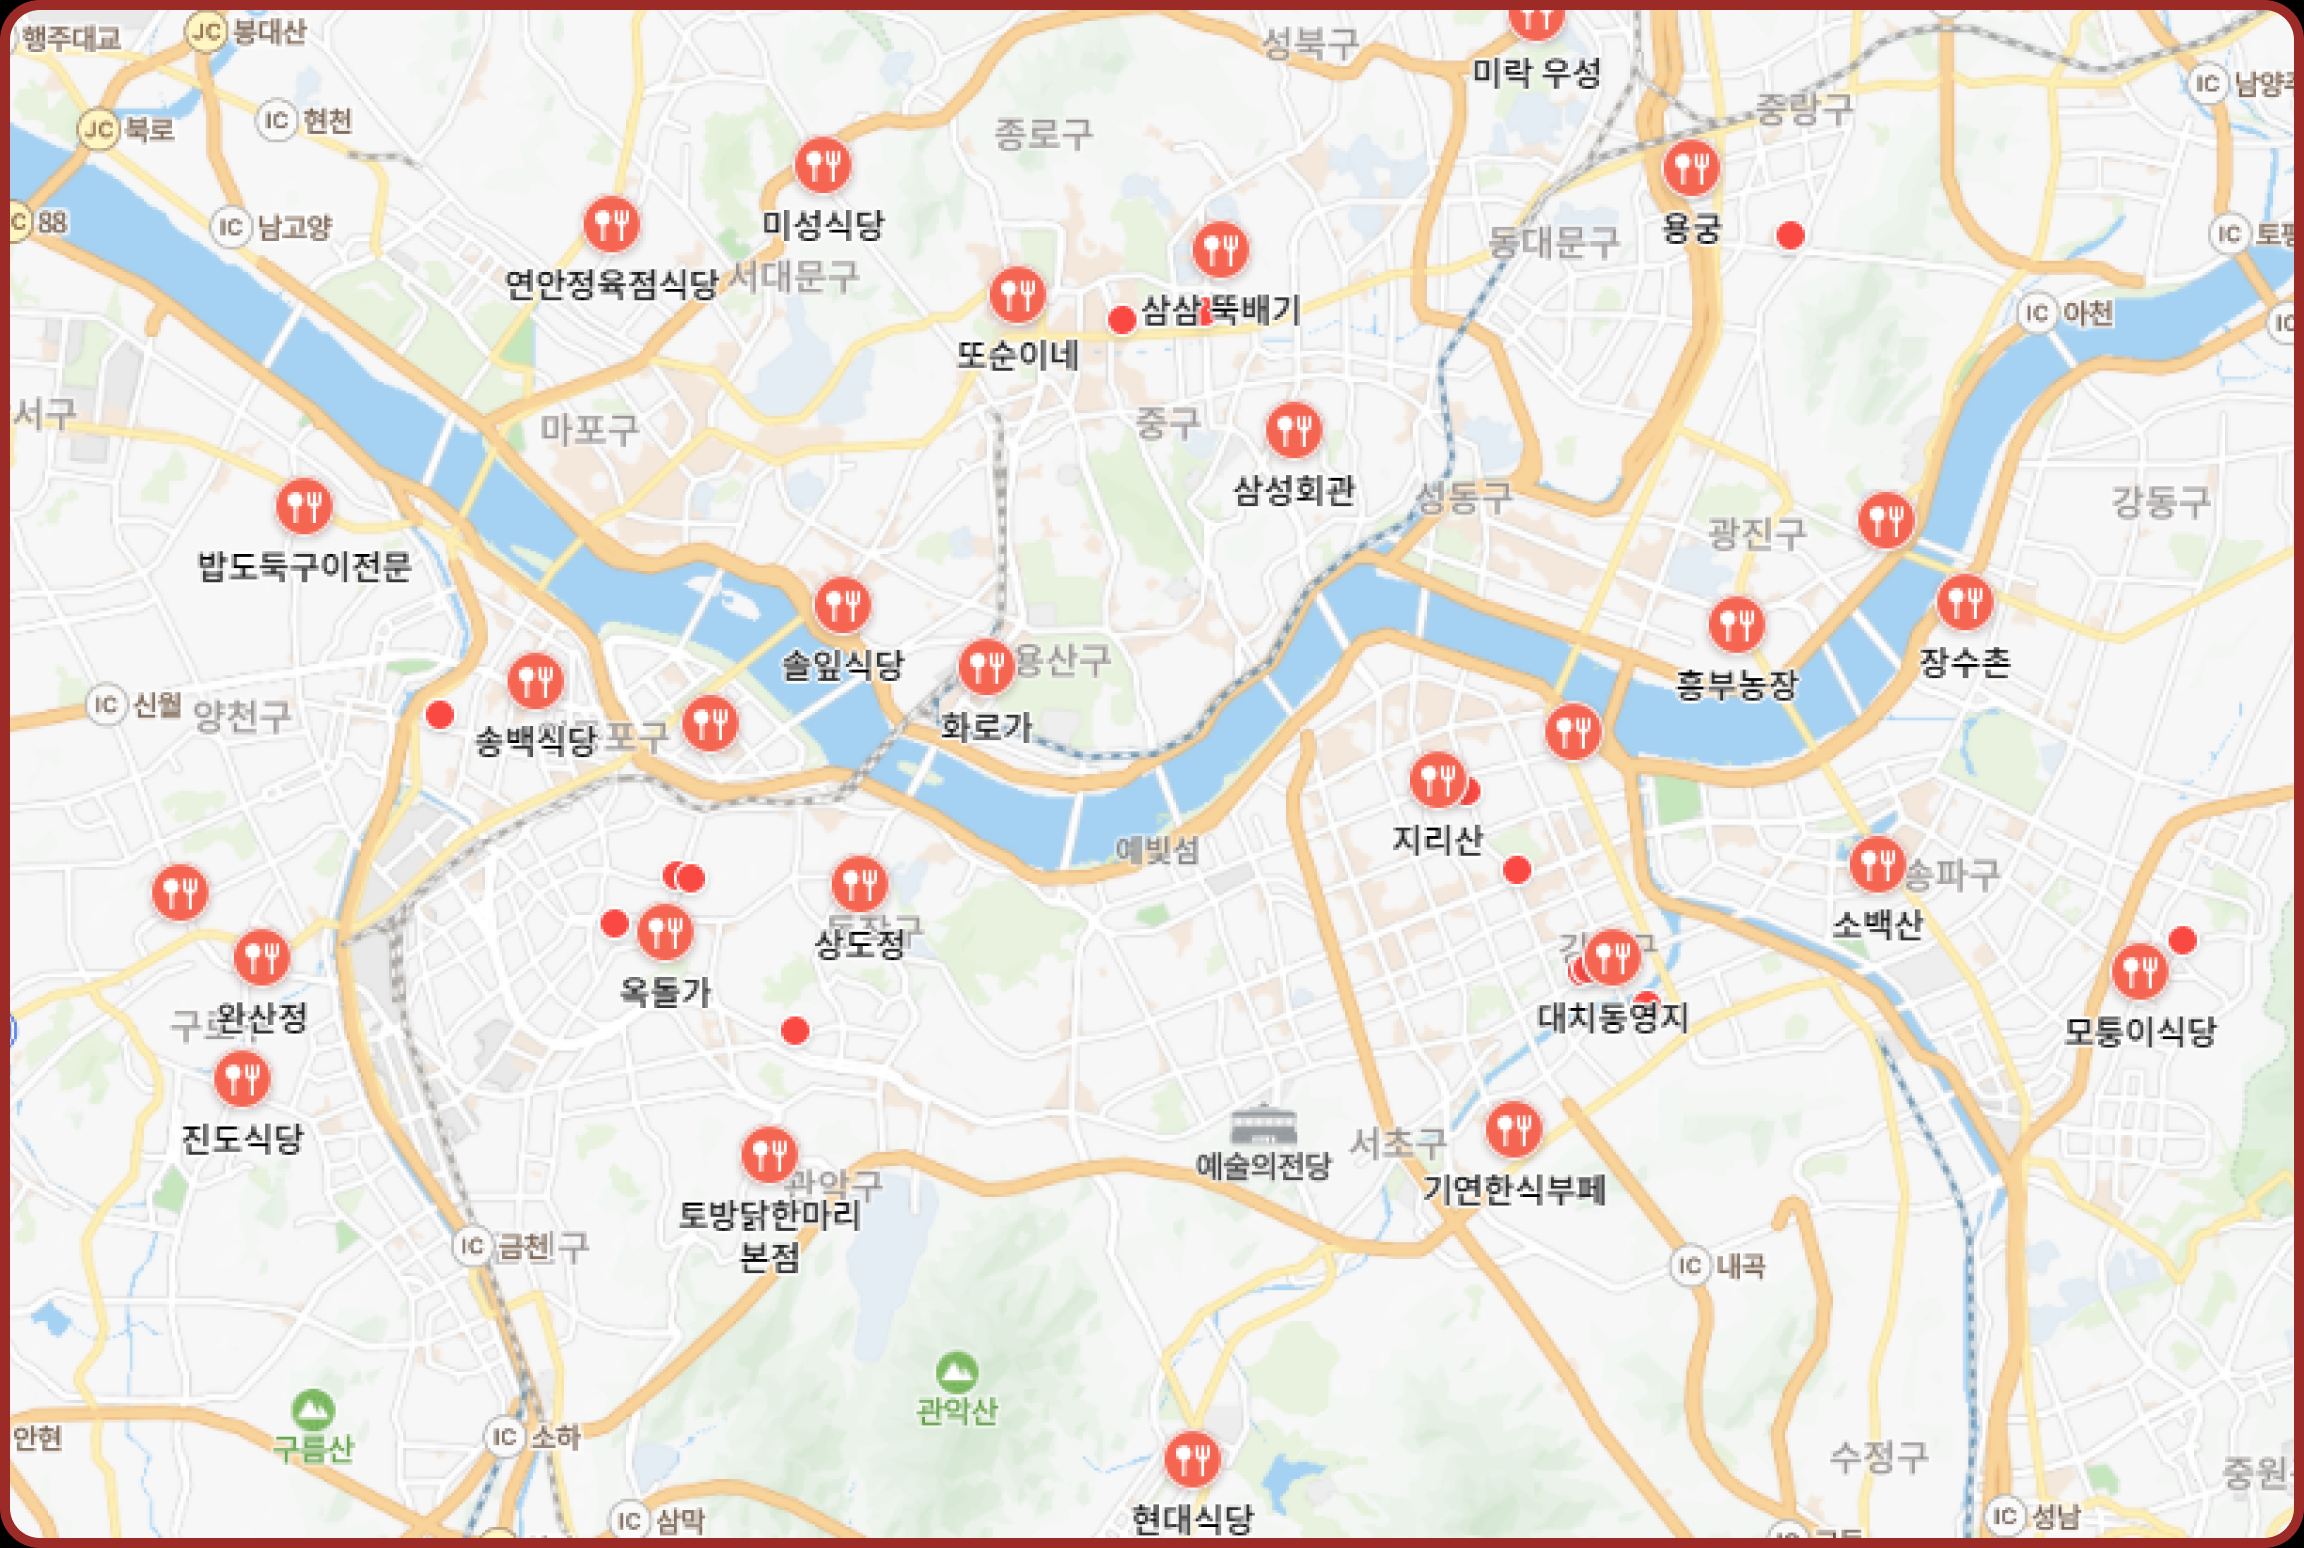 행주대교
JC 봉대산
성북구
미락 우성
IC 남양주
JC 북로
IC 현천
종로구
중랑구
88
IC 남고양
미성식당
용궁
IC
연안정육점식당
서대문구
동대문구
삼삼뚝배기
IC 아천
IC
또순이네
서구
마포구
중구
삼성회관
성동구
강동구
광진구
밥도둑구이전문
솔잎식당
용산구
장수촌
흥부농장
IC 신월
양천구
화로가
송백식당
포구
지리산
예빛섬
송파구
소백산
상도정
옥돌가
완산정
대치동영지
모퉁이식당
진도식당
서초구
예술의전당
관악구
기연한식부페
토방닭한마리
본점
IC 금천
구
IC 내곡
관악산
안현
구름산
IC 소하
수정구
중원
IC 삼막
현대식당
IC 성남